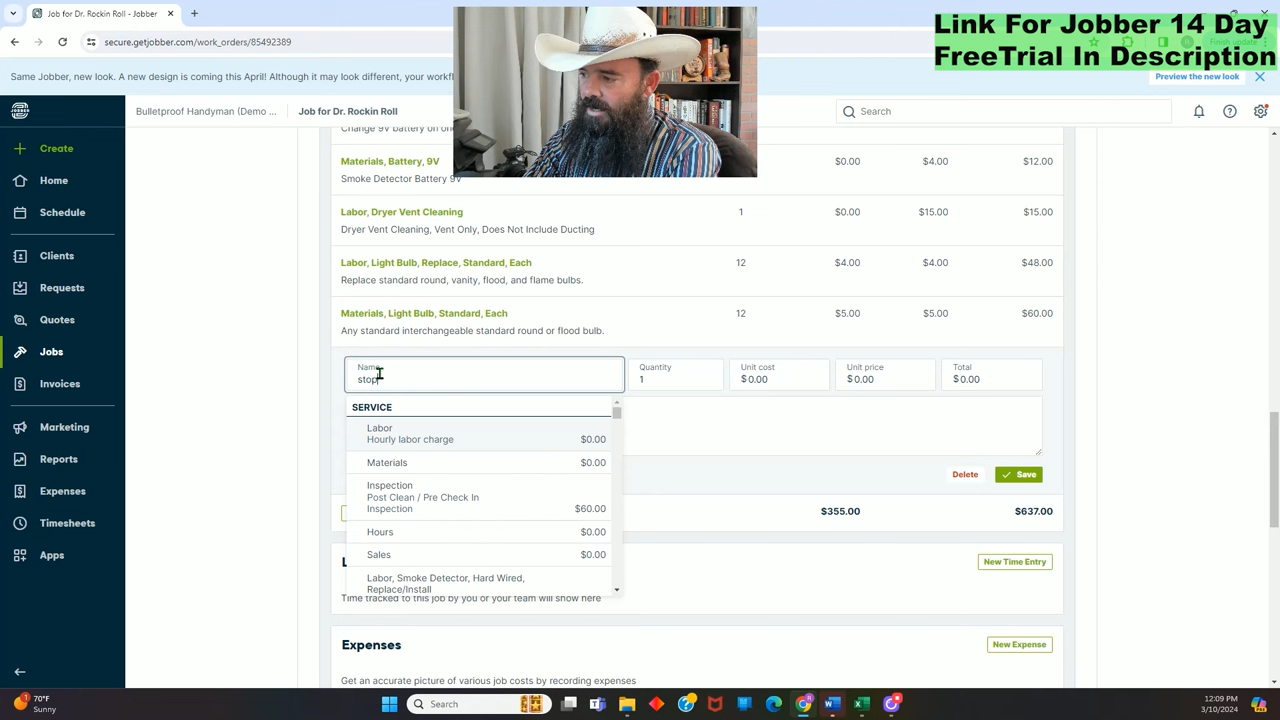 Job for Dr. Rockin Roll - Jobber
secure.getjobber.com/work_orders/85492389
Finish update
Link For Jobber 14 Day
FreeTrial In Description
Same Jobber, new look. A new design is coming this April! Although it may look different, your workfl
Preview the new look
Bulletproof Handyman (Demo ...
Job for Dr. Rockin Roll
Search
Create
Home
Schedule
Clients
Requests
Quotes
Jobs
Invoices
Marketing
Reports
Expenses
Timesheets
Apps
Change 9V battery on one
Materials, Battery, 9V
$0.00
$4.00
$12.00
Smoke Detector Battery 9V
Labor, Dryer Vent Cleaning
1
$0.00
$15.00
$15.00
Dryer Vent Cleaning, Vent Only, Does Not Include Ducting
Labor, Light Bulb, Replace, Standard, Each
12
$4.00
$4.00
$48.00
Replace standard round, vanity, flood, and flame bulbs.
Materials, Light Bulb, Standard, Each
12
$5.00
$5.00
$60.00
Any standard interchangeable standard round or flood bulb.
Name
stop
Quantity
1
Unit cost
$ 0.00
Unit price
$ 0.00
Total
$ 0.00
SERVICE
Labor
Hourly labor charge
$0.00
Materials
$0.00
Inspection
Post Clean / Pre Check In
Inspection
$60.00
Hours
$0.00
Sales
$0.00
Labor, Smoke Detector, Hard Wired,
Replace/Install
Delete
Save
$355.00
$637.00
L
New Time Entry
Time tracked to this job by you or your team will show here
Expenses
New Expense
Get an accurate picture of various job costs by recording expenses
70°F
Sunny
Search
12:09 PM
3/10/2024